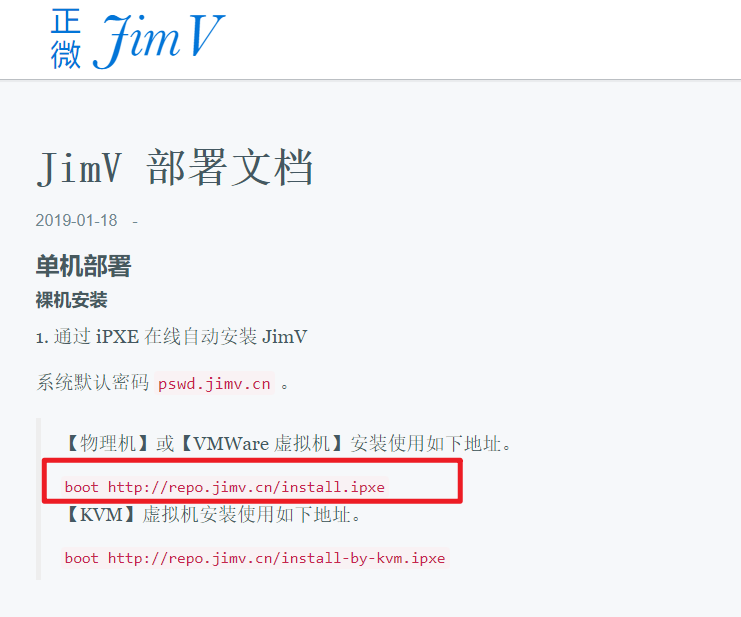 正微 JimV
JimV 部署文档
2019-01-18 -
单机部署
裸机安装
1. 通过 iPXE 在线自动安装 JimV
系统默认密码 pswd.jimv.cn 。
【物理机】或【VMWare 虚拟机】安装使用如下地址。
boot http://repo.jimv.cn/install.ipxe
【KVM】虚拟机安装使用如下地址。
boot http://repo.jimv.cn/install-by-kvm.ipxe